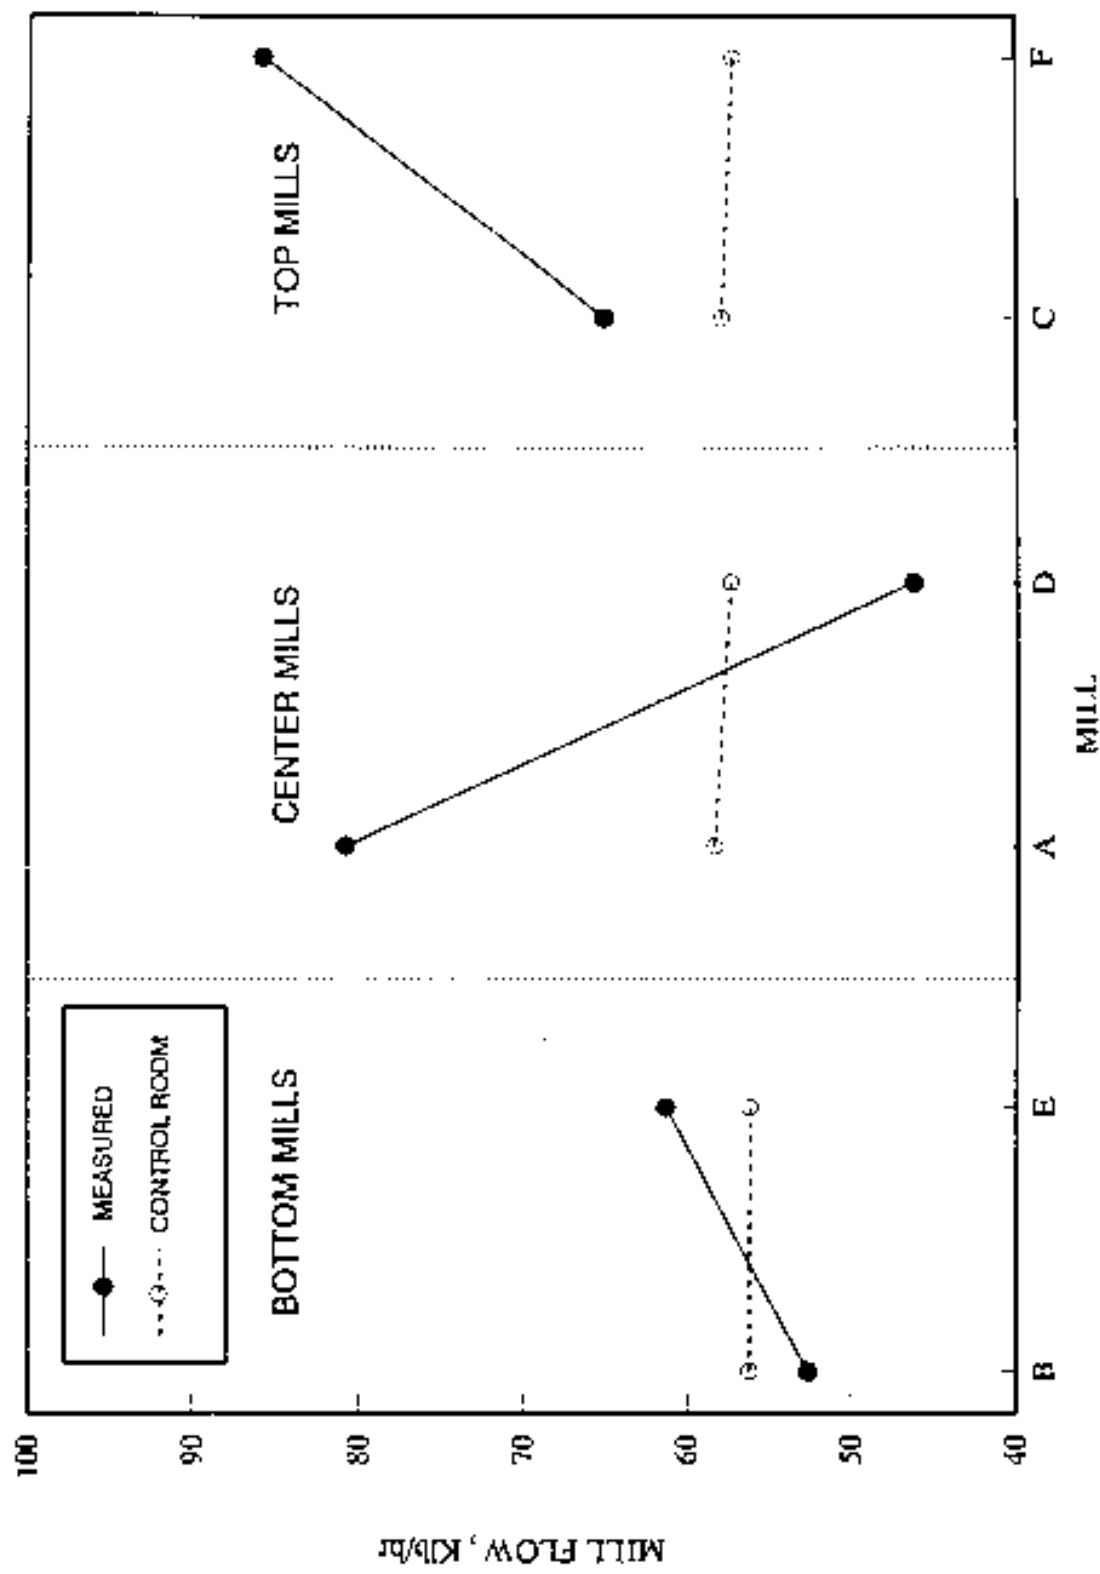 MEASURED
CONTROL ROOM
BOTTOM MILLS
CENTER MILLS
TOP MILLS
MILL FLOW, Klb/hr
100
90
80
70
60
50
40
B
E
A
D
C
F
MILL